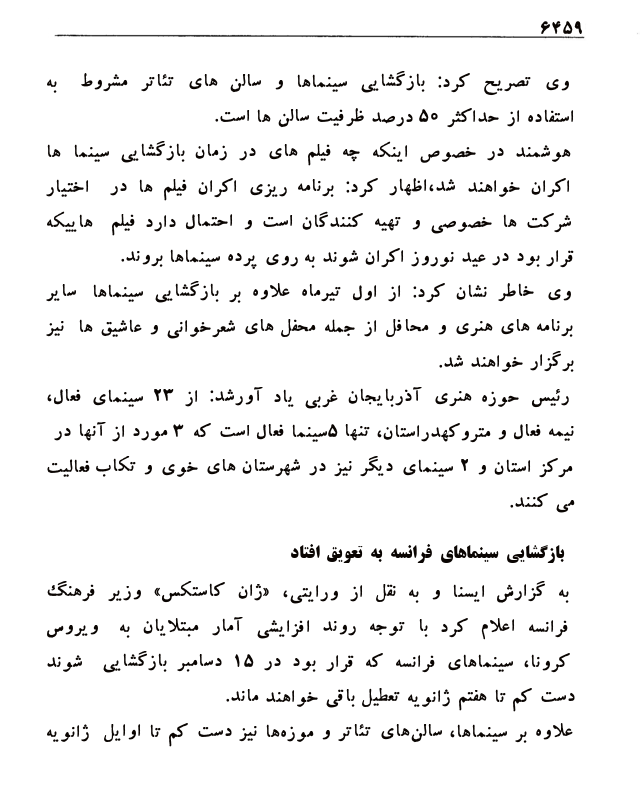 ۶۴۵۹
وی تصریح کرد: بازگشایی سینماها و سالن های تئاتر مشروط به
استفاده از حداکثر ۵۰ درصد ظرفیت سالن ها است.
هوشمند در خصوص اینکه چه فیلم های در زمان بازگشایی سینما ها
اکران خواهند شد،اظهار کرد: برنامه ریزی اکران فیلم ها در اختیار
شرکت ها خصوصی و تهیه کنندگان است و احتمال دارد فیلم هاییکه
قرار بود در عید نوروز اکران شوند به روی پرده سینماها بروند.
وی خاطر نشان کرد: از اول تیرماه علاوه بر بازگشایی سینماها سایر
برنامه های هنری و محافل از جمله محفل های شعرخوانی و عاشیق ها نیز
برگزار خواهند شد.
رئیس حوزه هنری آذربایجان غربی یاد آورشد: از ۲۳ سینمای فعال،
نیمه فعال و متروکهدراستان، تنها ۵سینما فعال است که ۳ مورد از آنها در
مرکز استان و ۲ سینمای دیگر نیز در شهرستان های خوی و تکاب فعالیت
می کنند.
بازگشایی سینماهای فرانسه به تعویق افتاد
به گزارش ایسنا و به نقل از ورایتی، «ژان کاستکس» وزیر فرهنگ
فرانسه اعلام کرد با توجه روند افزایشی آمار مبتلایان به ویروس
کرونا، سینماهای فرانسه که قرار بود در ۱۵ دسامبر بازگشایی شوند
دست کم تا هفتم ژانویه تعطیل باقی خواهند ماند.
علاوه بر سینماها، سالن‌های تئاتر و موزه‌ها نیز دست کم تا اوایل ژانویه